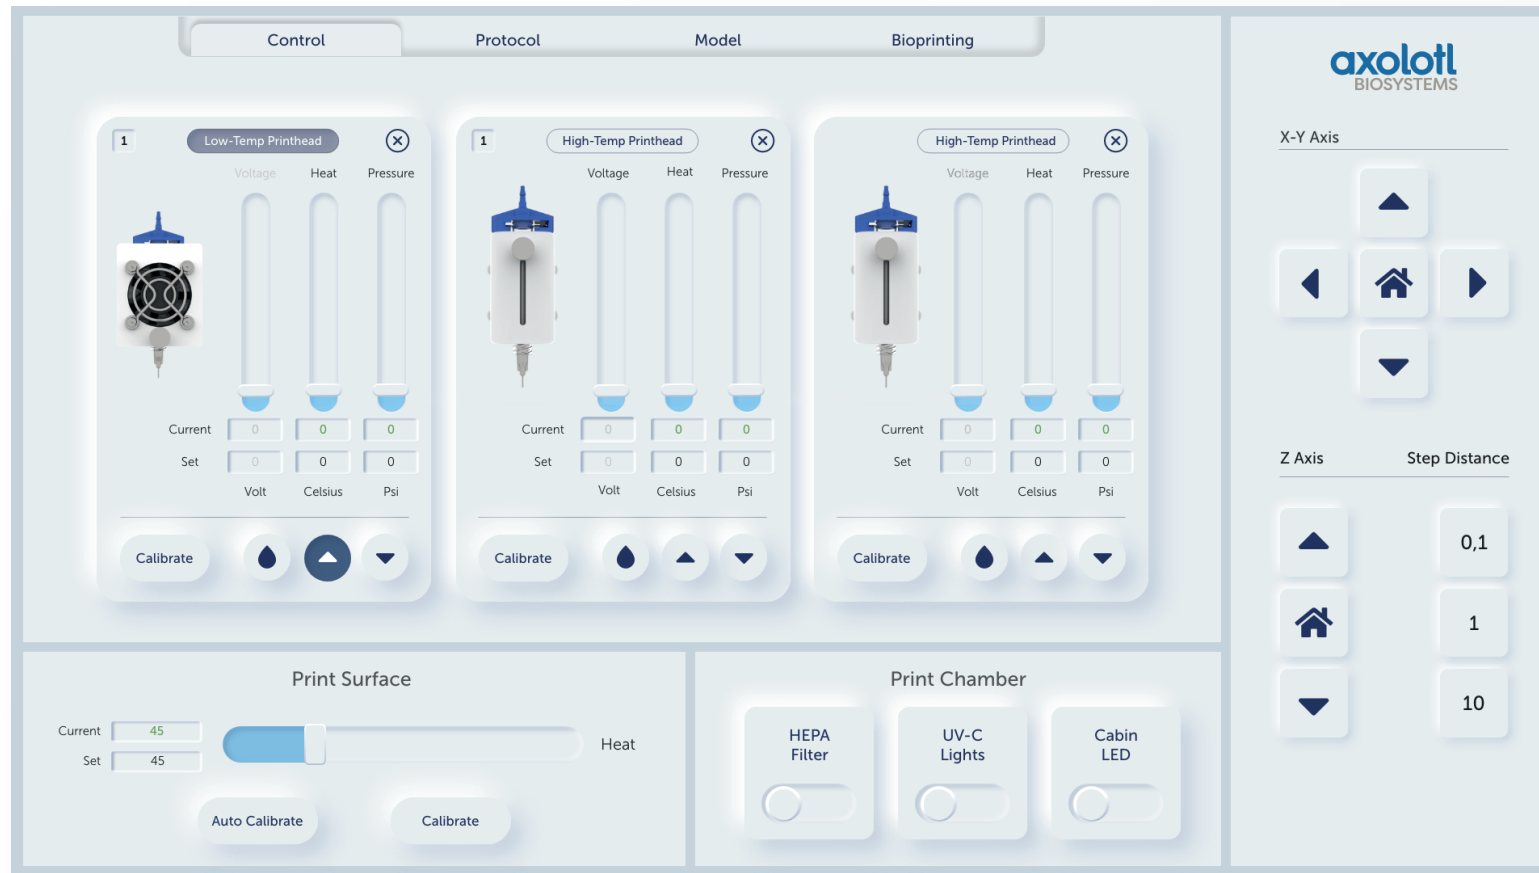 Control Protocol Model Bioprinting
1 Low-Temp Printhead
Voltage Heat Pressure
Current 0 0 0
Set 0 0 0
Volt Celsius Psi
Calibrate
1 High-Temp Printhead
Voltage Heat Pressure
Current 0 0 0
Set 0 0 0
Volt Celsius Psi
Calibrate
High-Temp Printhead
Voltage Heat Pressure
Current 0 0 0
Set 0 0 0
Volt Celsius Psi
Calibrate
Print Surface
Current 45
Set 45
Heat
Auto Calibrate Calibrate
Print Chamber
HEPA
Filter
UV-C
Lights
Cabin
LED
axolotl
BIOSYSTEMS
X-Y Axis
Z Axis Step Distance
0,1
1
10